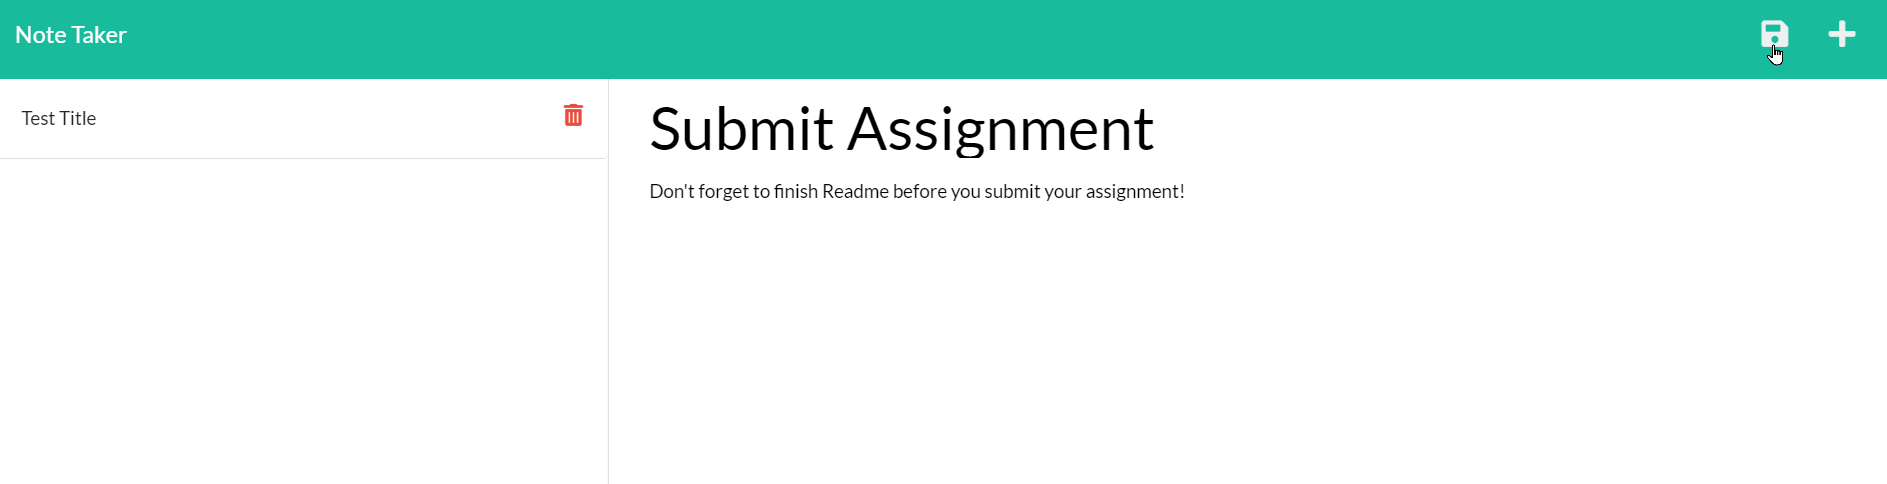 Note Taker
Test Title
Submit Assignment
Don't forget to finish Readme before you submit your assignment!